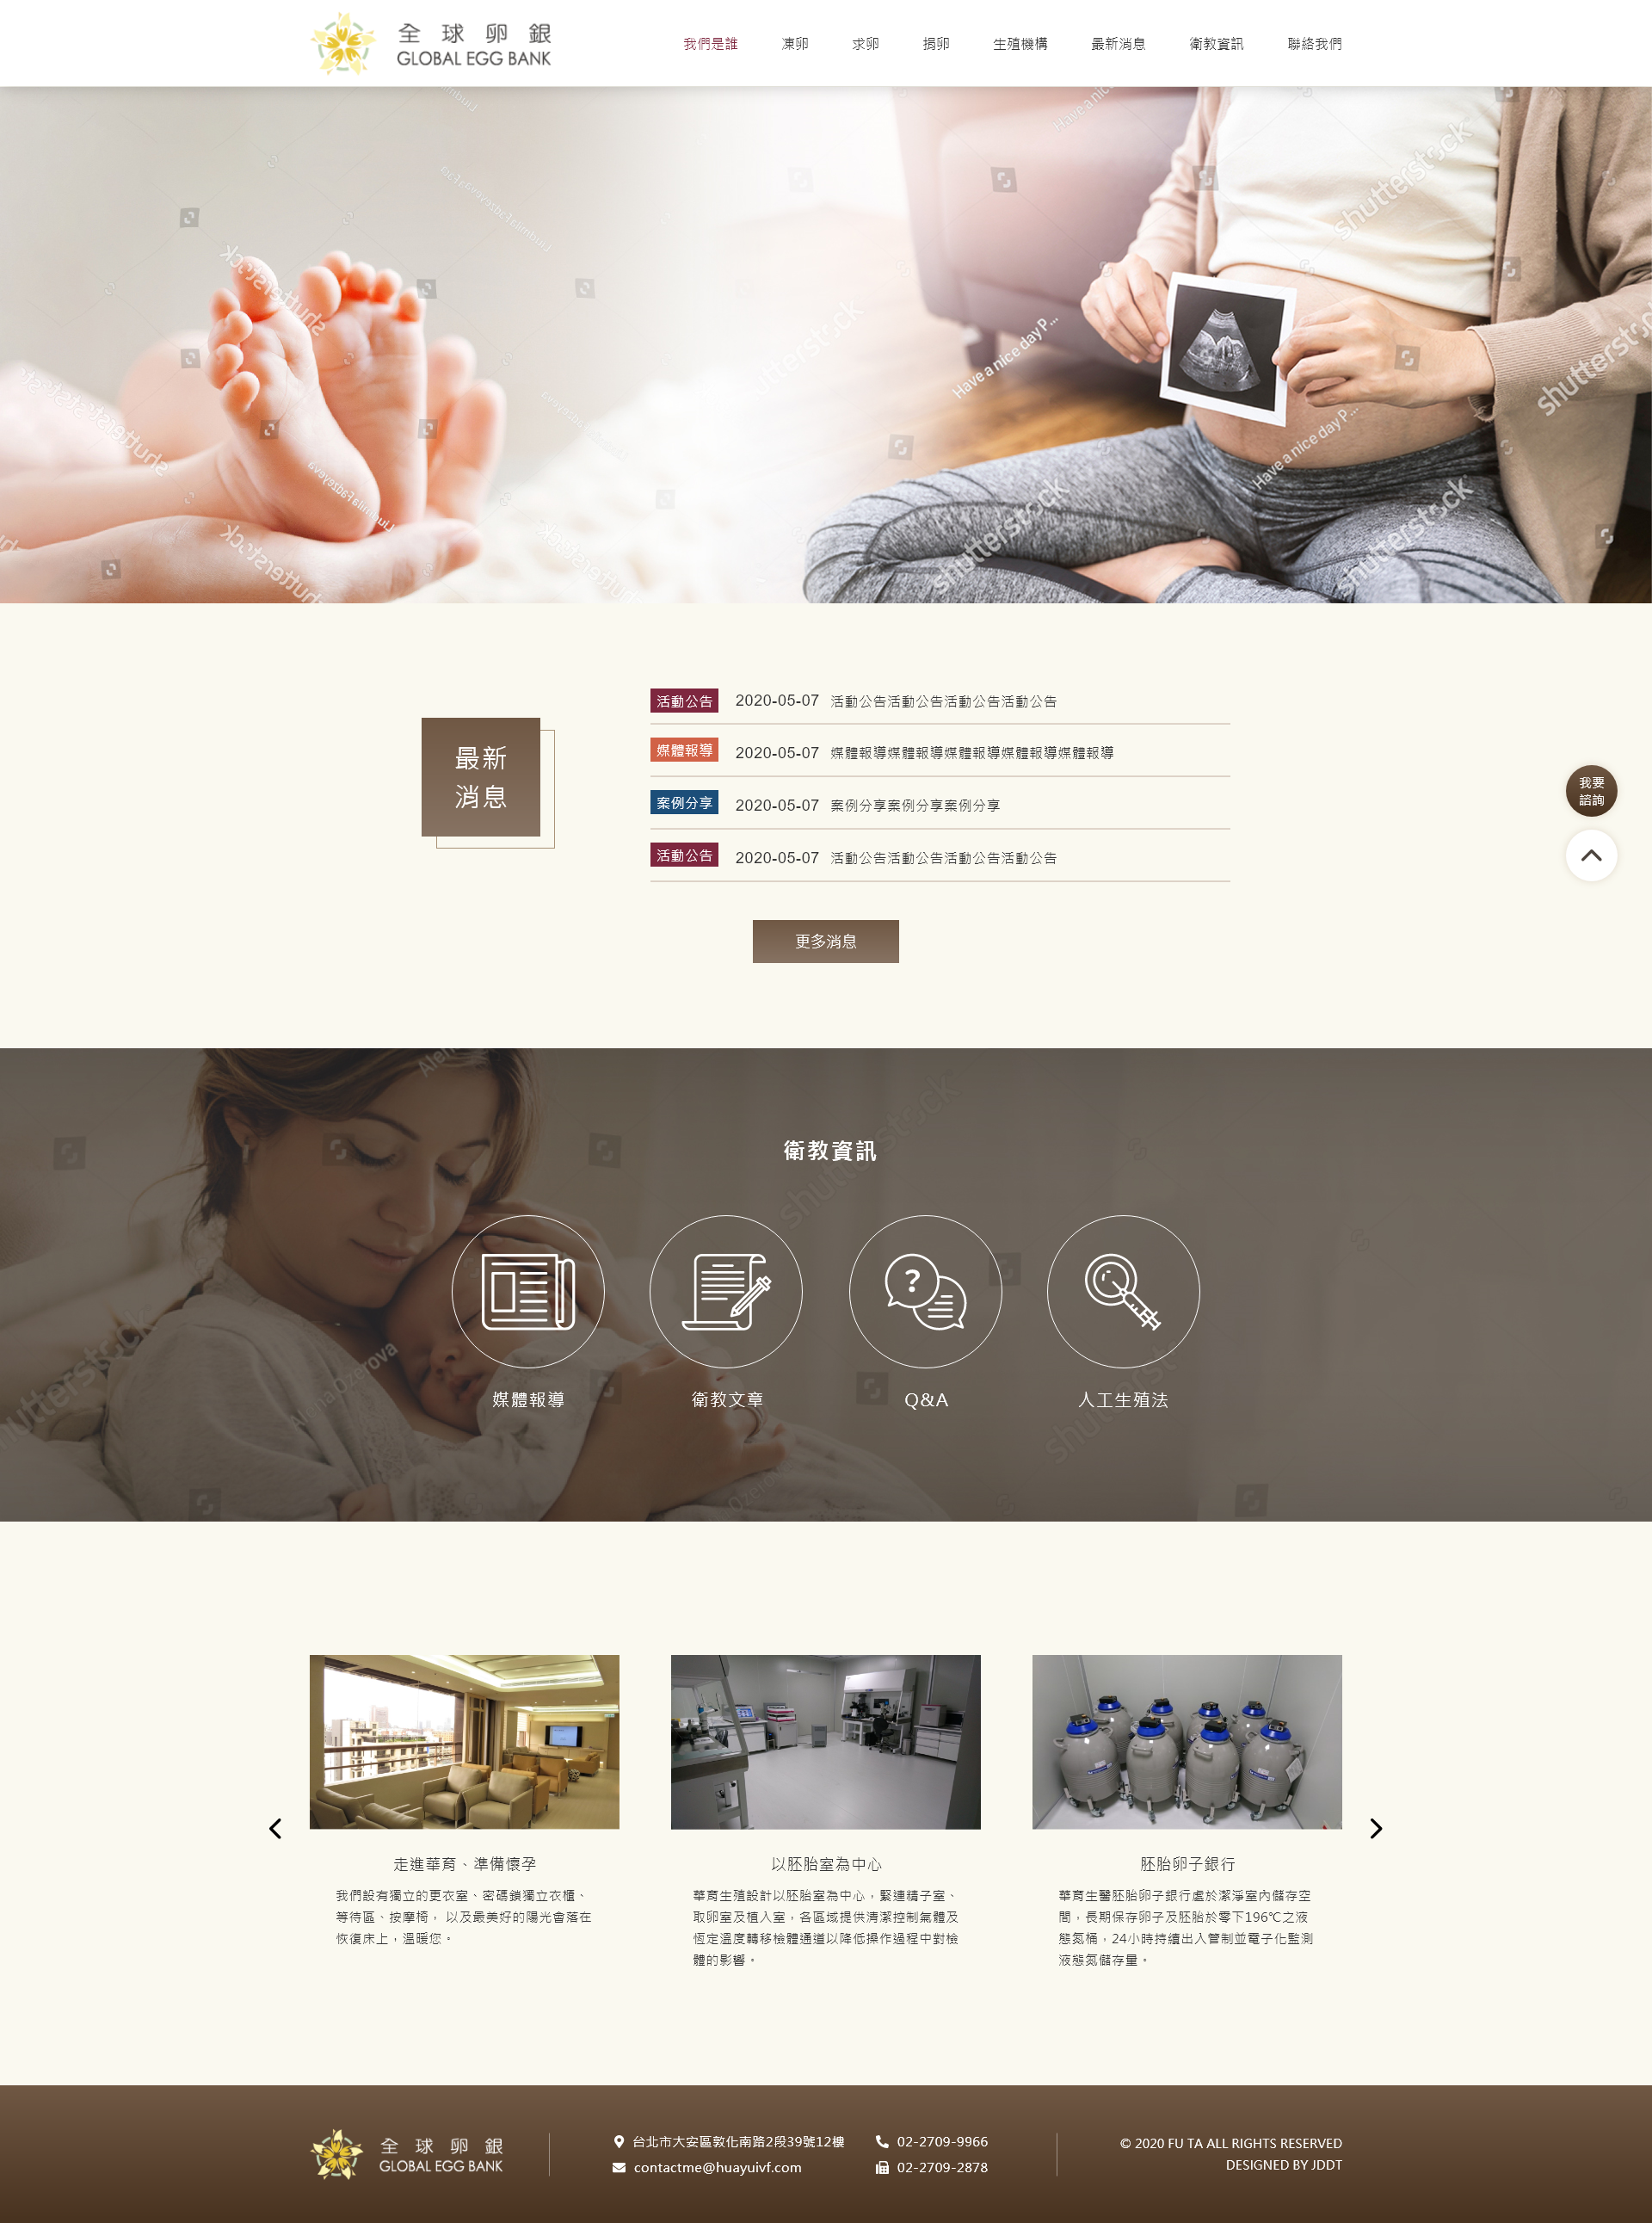 全球卵銀
GLOBAL EGG BANK
我們是誰 凍卵 求卵 捐卵 生殖機構 最新消息 衛教資訊 聯絡我們
shutterstock
shutterstock
Have a nice day P...
shutterstock
Have a nice day P...
shutterstock
shutterstock
最新
消息
活動公告 2020-05-07 活動公告活動公告活動公告活動公告
媒體報導 2020-05-07 媒體報導媒體報導媒體報導媒體報導媒體報導
案例分享 2020-05-07 案例分享案例分享案例分享
活動公告 2020-05-07 活動公告活動公告活動公告活動公告
我要
諮詢
更多消息
衛教資訊
媒體報導 衛教文章 Q&A 人工生殖法
走進華育、準備懷孕
我們設有獨立的更衣室、密碼鎖獨立衣櫃、
等待區、按摩椅， 以及最美好的陽光會落在
恢復床上，溫暖您。
以胚胎室為中心
華育生殖設計以胚胎室為中心，緊連精子室、
取卵室及植入室，各區域提供清潔控制氣體及
恆定溫度轉移檢體通道以降低操作過程中對檢
體的影響。
胚胎卵子銀行
華育生醫胚胎卵子銀行處於潔淨室內儲存空
間，長期保存卵子及胚胎於零下196℃之液
態氮桶，24小時持續出入管制並電子化監測
液態氮儲存量。
全球卵銀
GLOBAL EGG BANK
台北市大安區敦化南路2段39號12樓
contactme@huayuivf.com
02-2709-9966
02-2709-2878
© 2020 FU TA ALL RIGHTS RESERVED
DESIGNED BY JDDT